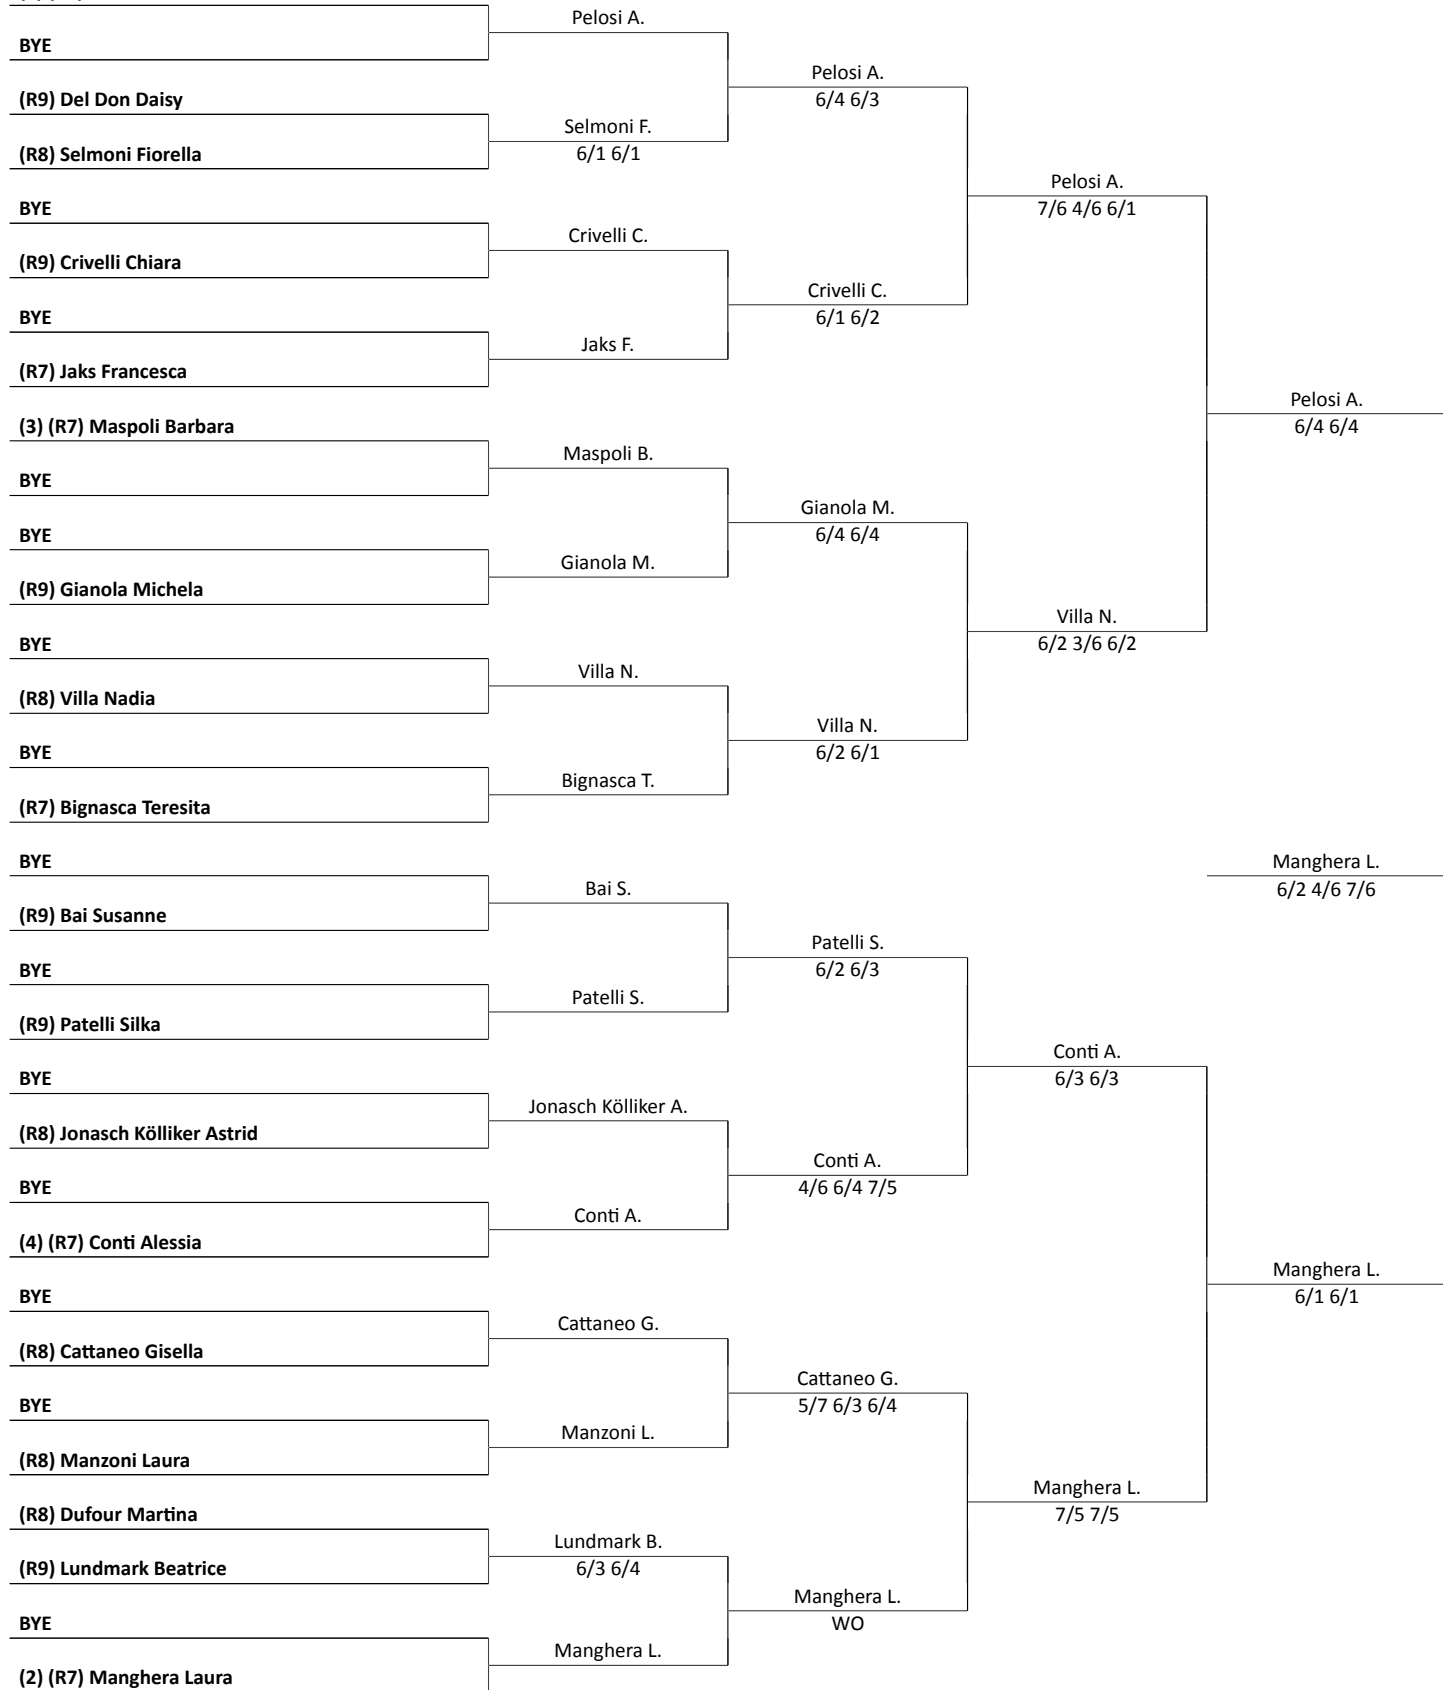 BYE
(R9) Del Don Daisy
(R8) Selmoni Fiorella
BYE
(R9) Crivelli Chiara
BYE
(R7) Jaks Francesca
(3) (R7) Maspoli Barbara
BYE
BYE
(R9) Gianola Michela
BYE
(R8) Villa Nadia
BYE
(R7) Bignasca Teresita
BYE
(R9) Bai Susanne
BYE
(R9) Patelli Silka
BYE
(R8) Jonasch Kölliker Astrid
BYE
(4) (R7) Conti Alessia
BYE
(R8) Cattaneo Gisella
BYE
(R8) Manzoni Laura
(R8) Dufour Martina
(R9) Lundmark Beatrice
BYE
(2) (R7) Manghera Laura
Pelosi A.
Selmoni F.
6/1 6/1
Crivelli C.
Jaks F.
Maspoli B.
Gianola M.
Villa N.
Bignasca T.
Bai S.
Patelli S.
Jonasch Kölliker A.
Conti A.
Cattaneo G.
Manzoni L.
Lundmark B.
6/3 6/4
Manghera L.
Pelosi A.
6/4 6/3
Crivelli C.
6/1 6/2
Gianola M.
6/4 6/4
Villa N.
6/2 6/1
Patelli S.
6/2 6/3
Conti A.
4/6 6/4 7/5
Cattaneo G.
5/7 6/3 6/4
Manghera L.
WO
Pelosi A.
7/6 4/6 6/1
Villa N.
6/2 3/6 6/2
Conti A.
6/3 6/3
Manghera L.
7/5 7/5
Pelosi A.
6/4 6/4
Manghera L.
6/2 4/6 7/6
Manghera L.
6/1 6/1